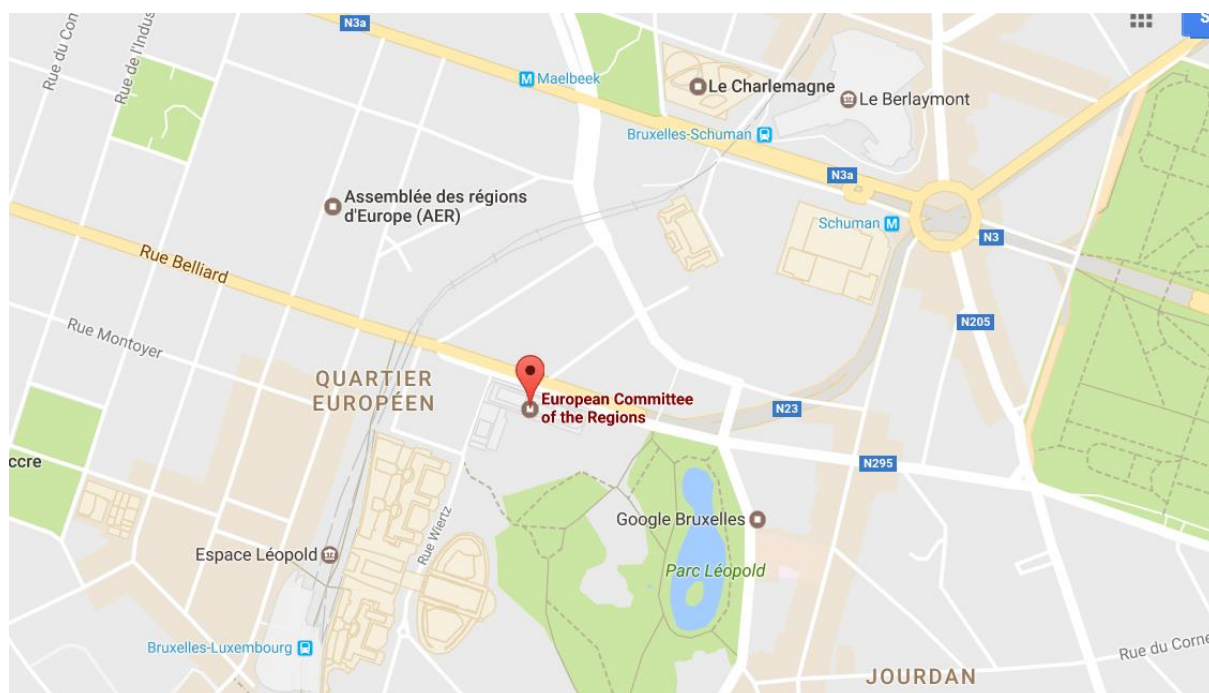 N3a
Rue du Con
Rue de l'Indus
S
M Maelbeek
Le Charlemagne
Le Berlaymont
Bruxelles-Schuman
N3a
Assemblée des régions
d'Europe (AER)
Schuman M
N3
Rue Belliard
N205
Rue Montoyer
QUARTIER
EUROPÉEN
European Committee
of the Regions
N23
ccre
N295
Google Bruxelles
Rue Wiertz
Espace Léopold
Parc Léopold
Bruxelles-Luxembourg
Rue du Corne
JOURDAN